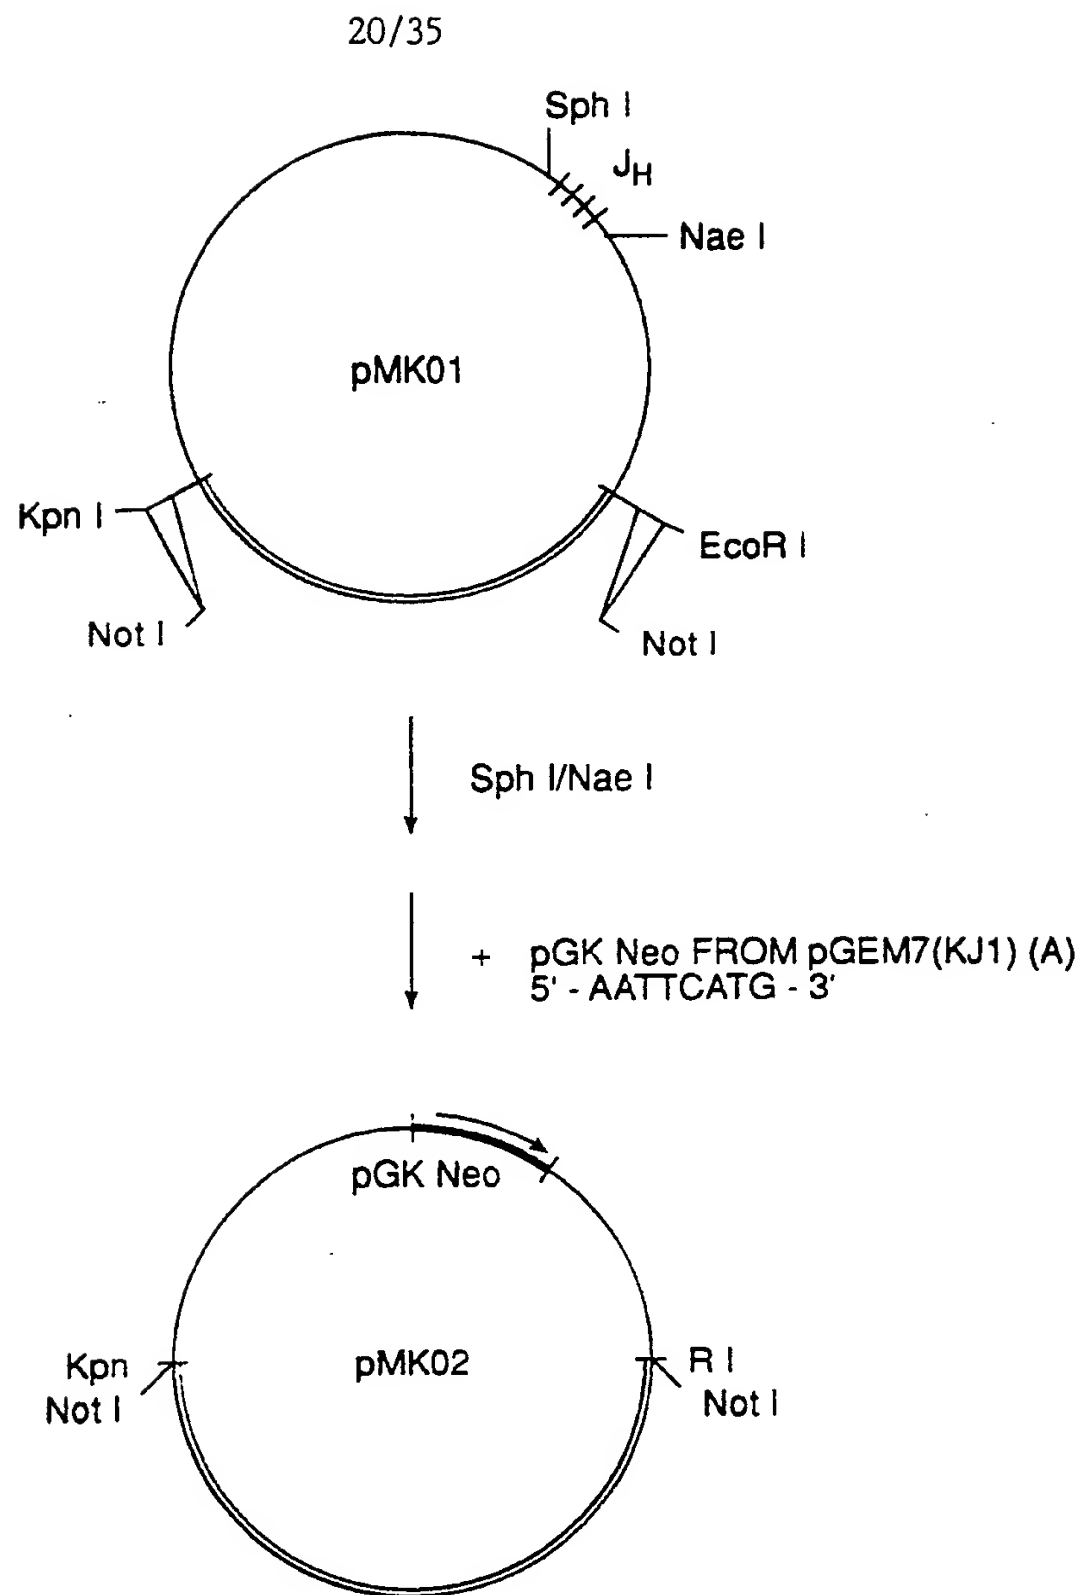 20/35
Sph I
JH
Nae I
pMK01
Kpn I
EcoR I
Not I
Not I
Sph I/Nae I
+ pGK Neo FROM pGEM7(KJ1) (A)
5' - AATTCATG - 3'
pGK Neo
Kpn
pMK02
R I
Not I
Not I